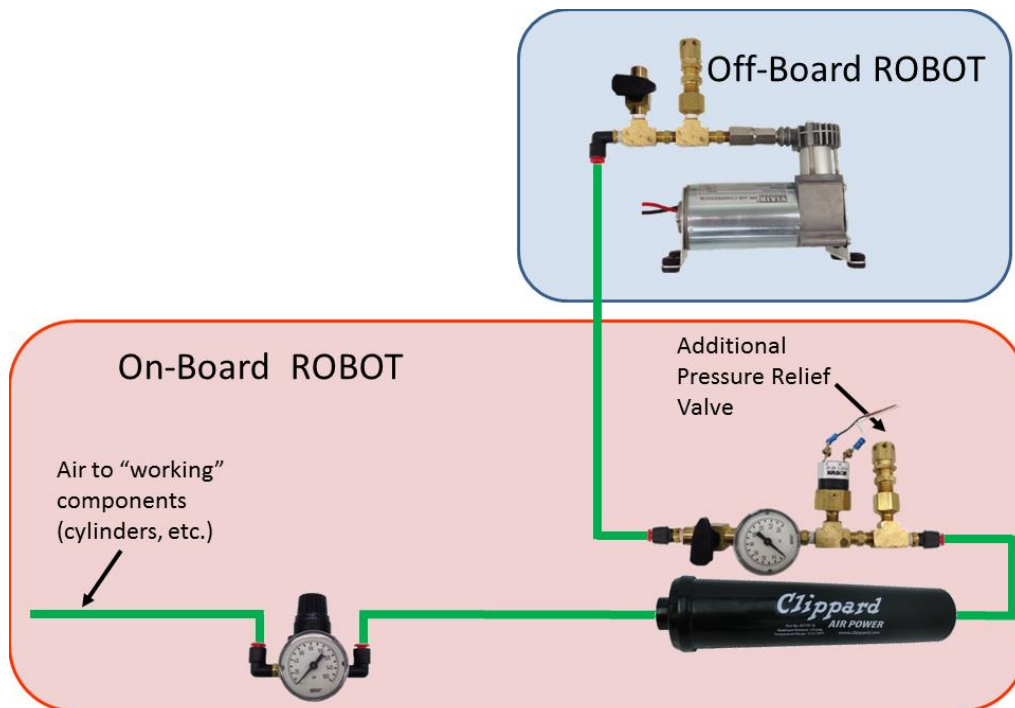 Off-Board ROBOT
On-Board ROBOT
Additional
Pressure Relief
Valve
Air to “working”
components
(cylinders, etc.)
Clippard
AIR POWER